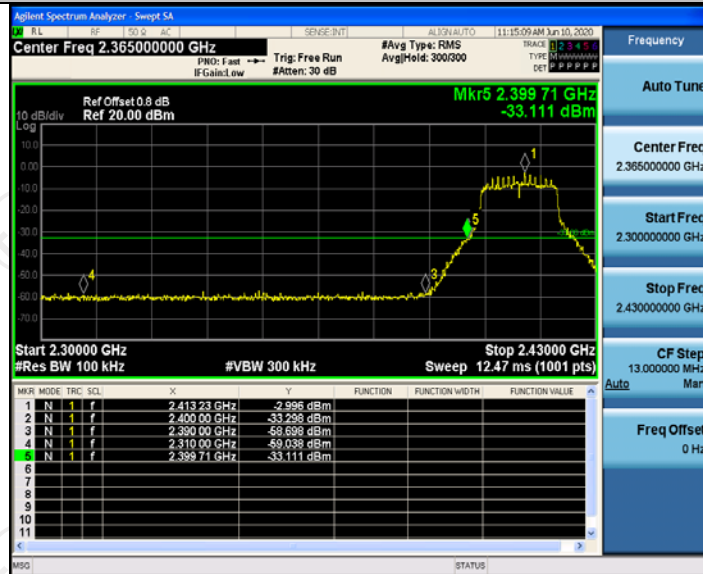 Agilent Spectrum Analyzer - Swept SA
RL RF 50 Ω AC SENSE:INT ALIGN AUTO 11:15:09 AM Jun 10, 2020
Center Freq 2.365000000 GHz #Avg Type: RMS TRACE 1 2 3 4 5 6
PNO: Fast Trig: Free Run Avg|Hold: 300/300 TYPE M
IFGain:Low #Atten: 30 dB DET P P P P P P
Ref Offset 0.8 dB Mkr5 2.399 71 GHz
10 dB/div Ref 20.00 dBm -33.111 dBm
Log
10.0
0.00
-10.0
-20.0
-30.0
-40.0
-50.0
-60.0
-70.0
1
5
4
3
Start 2.30000 GHz Stop 2.43000 GHz
#Res BW 100 kHz #VBW 300 kHz Sweep 12.47 ms (1001 pts)
MKR MODE TRC SCL X Y FUNCTION FUNCTION WIDTH FUNCTION VALUE
1 N 1 f 2.413 23 GHz -2.996 dBm
2 N 1 f 2.400 00 GHz -33.298 dBm
3 N 1 f 2.390 00 GHz -58.698 dBm
4 N 1 f 2.310 00 GHz -59.038 dBm
5 N 1 f 2.399 71 GHz -33.111 dBm
6
7
8
9
10
11
MSG STATUS
Frequency
Auto Tune
Center Freq
2.365000000 GHz
Start Freq
2.300000000 GHz
Stop Freq
2.430000000 GHz
CF Step
13.000000 MHz
Auto Man
Freq Offset
0 Hz